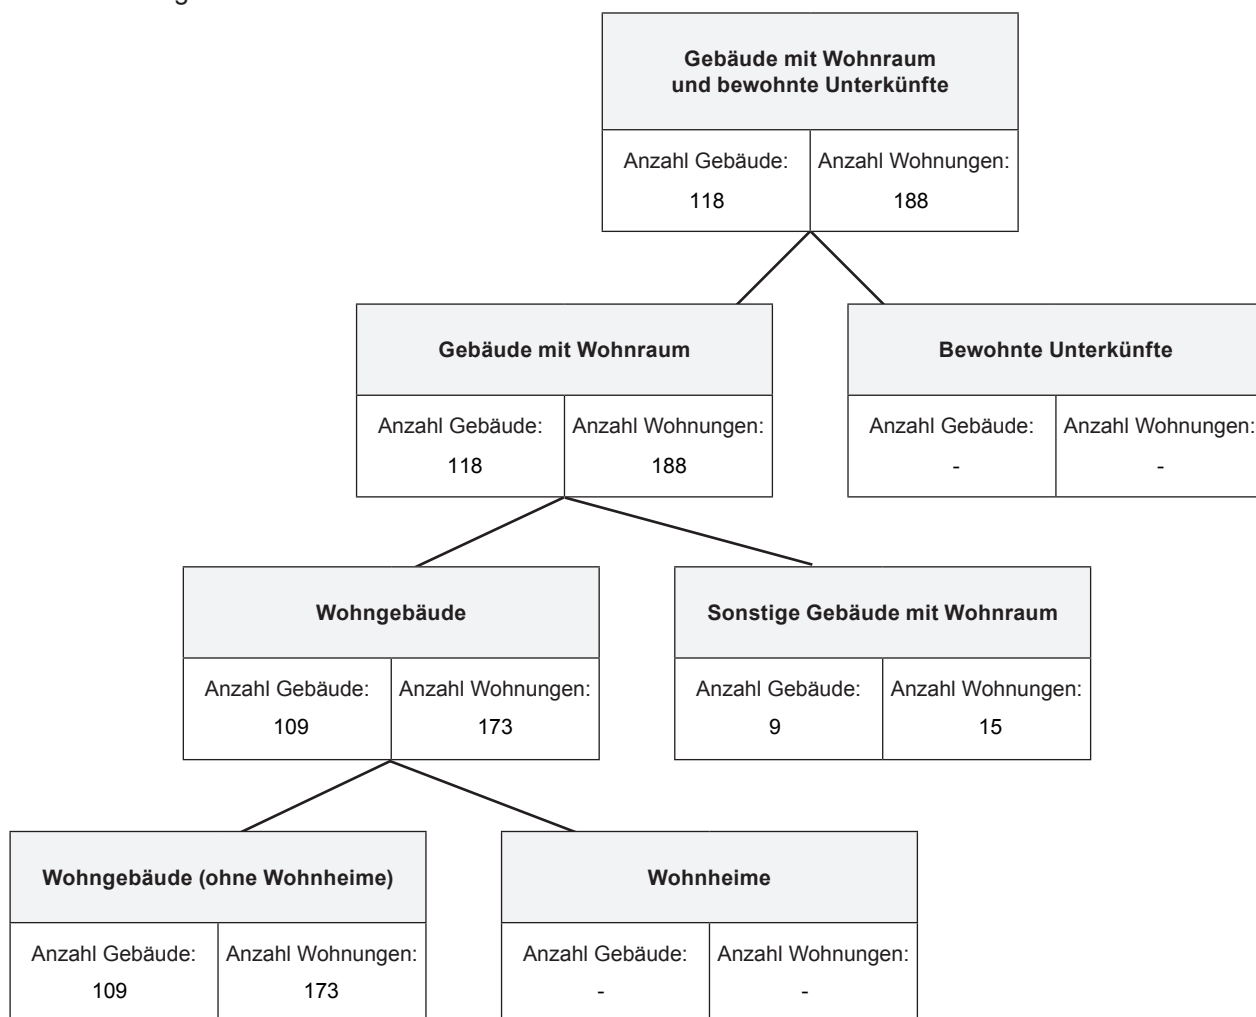 Gebäude mit Wohnraum
und bewohnte Unterkünfte
Anzahl Gebäude: Anzahl Wohnungen:
118 188
Gebäude mit Wohnraum
Anzahl Gebäude: Anzahl Wohnungen:
118 188
Bewohnte Unterkünfte
Anzahl Gebäude: Anzahl Wohnungen:
- -
Wohngebäude
Anzahl Gebäude: Anzahl Wohnungen:
109 173
Sonstige Gebäude mit Wohnraum
Anzahl Gebäude: Anzahl Wohnungen:
9 15
Wohngebäude (ohne Wohnheime)
Anzahl Gebäude: Anzahl Wohnungen:
109 173
Wohnheime
Anzahl Gebäude: Anzahl Wohnungen:
- -